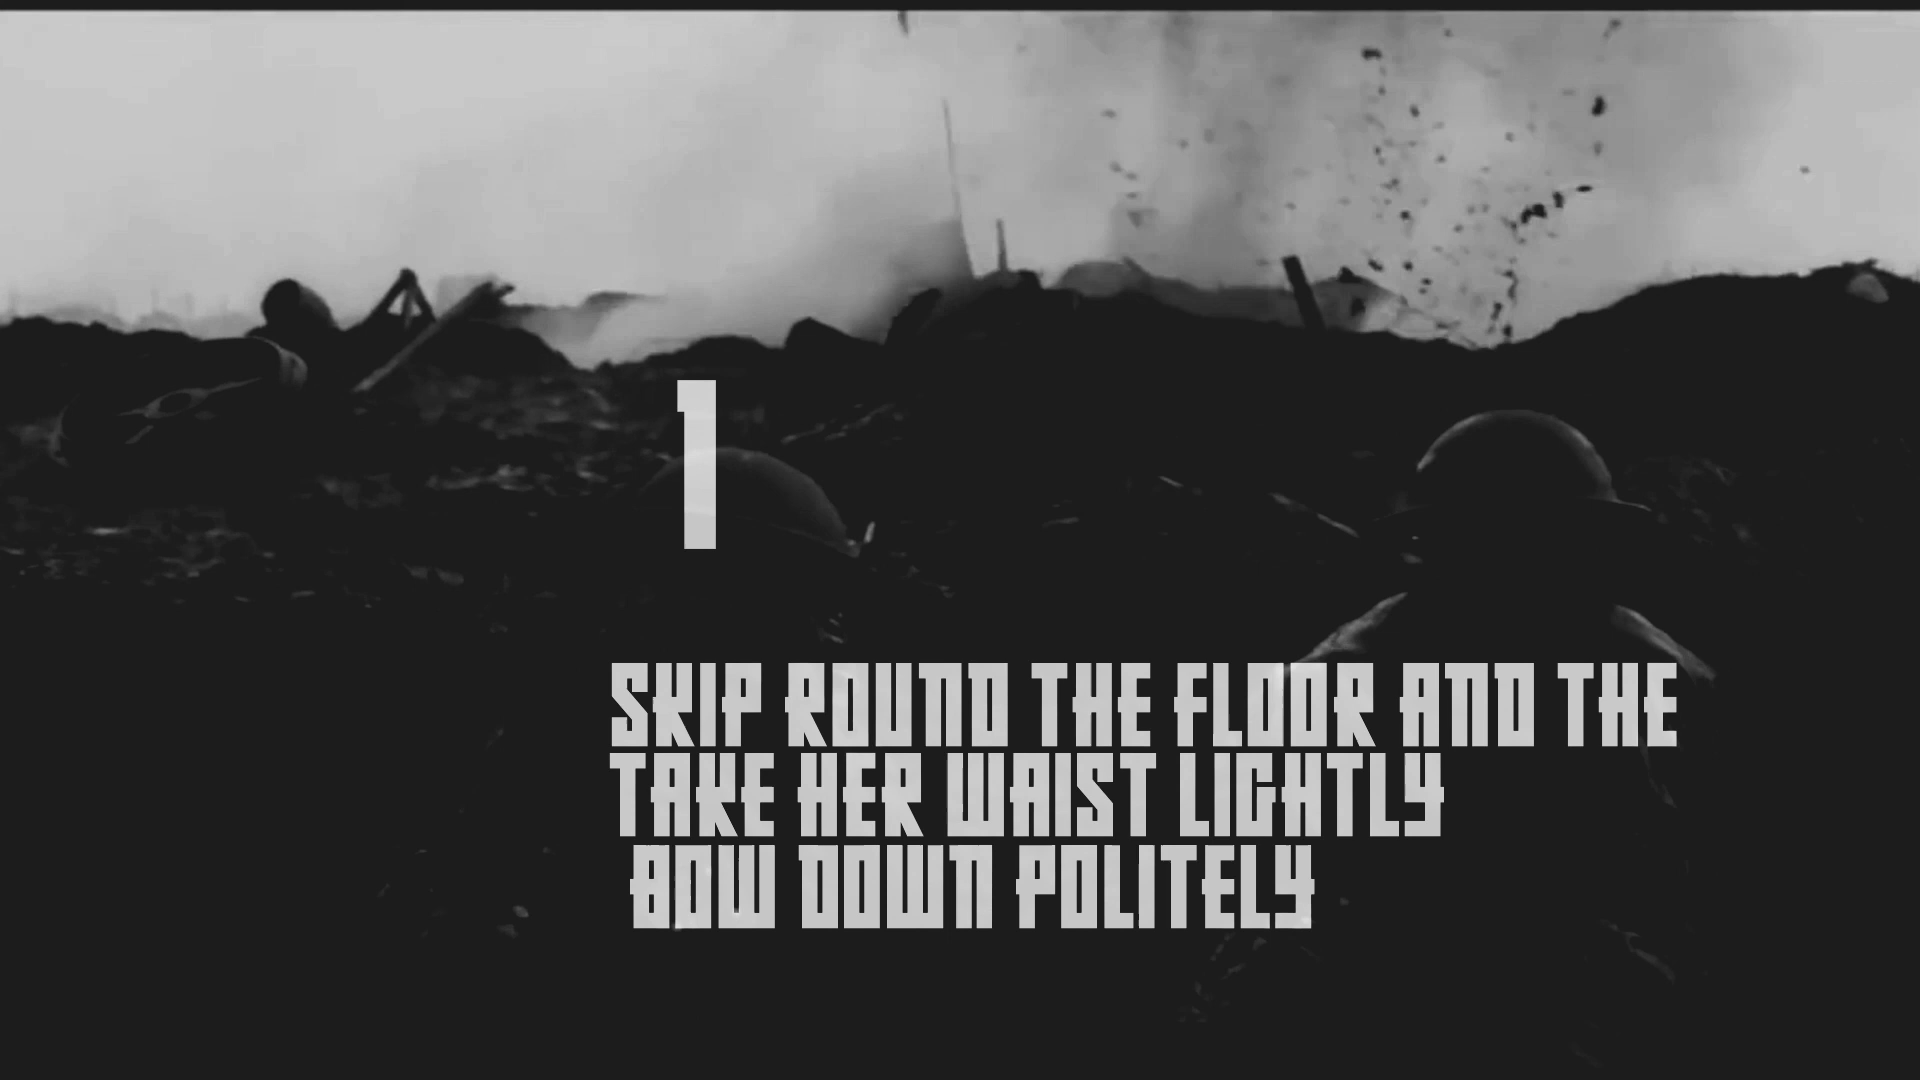 1
SKIP ROUND THE FLOOR AND THE
TAKE HER WAIST LIGHTLY
BOW DOWN POLITELY